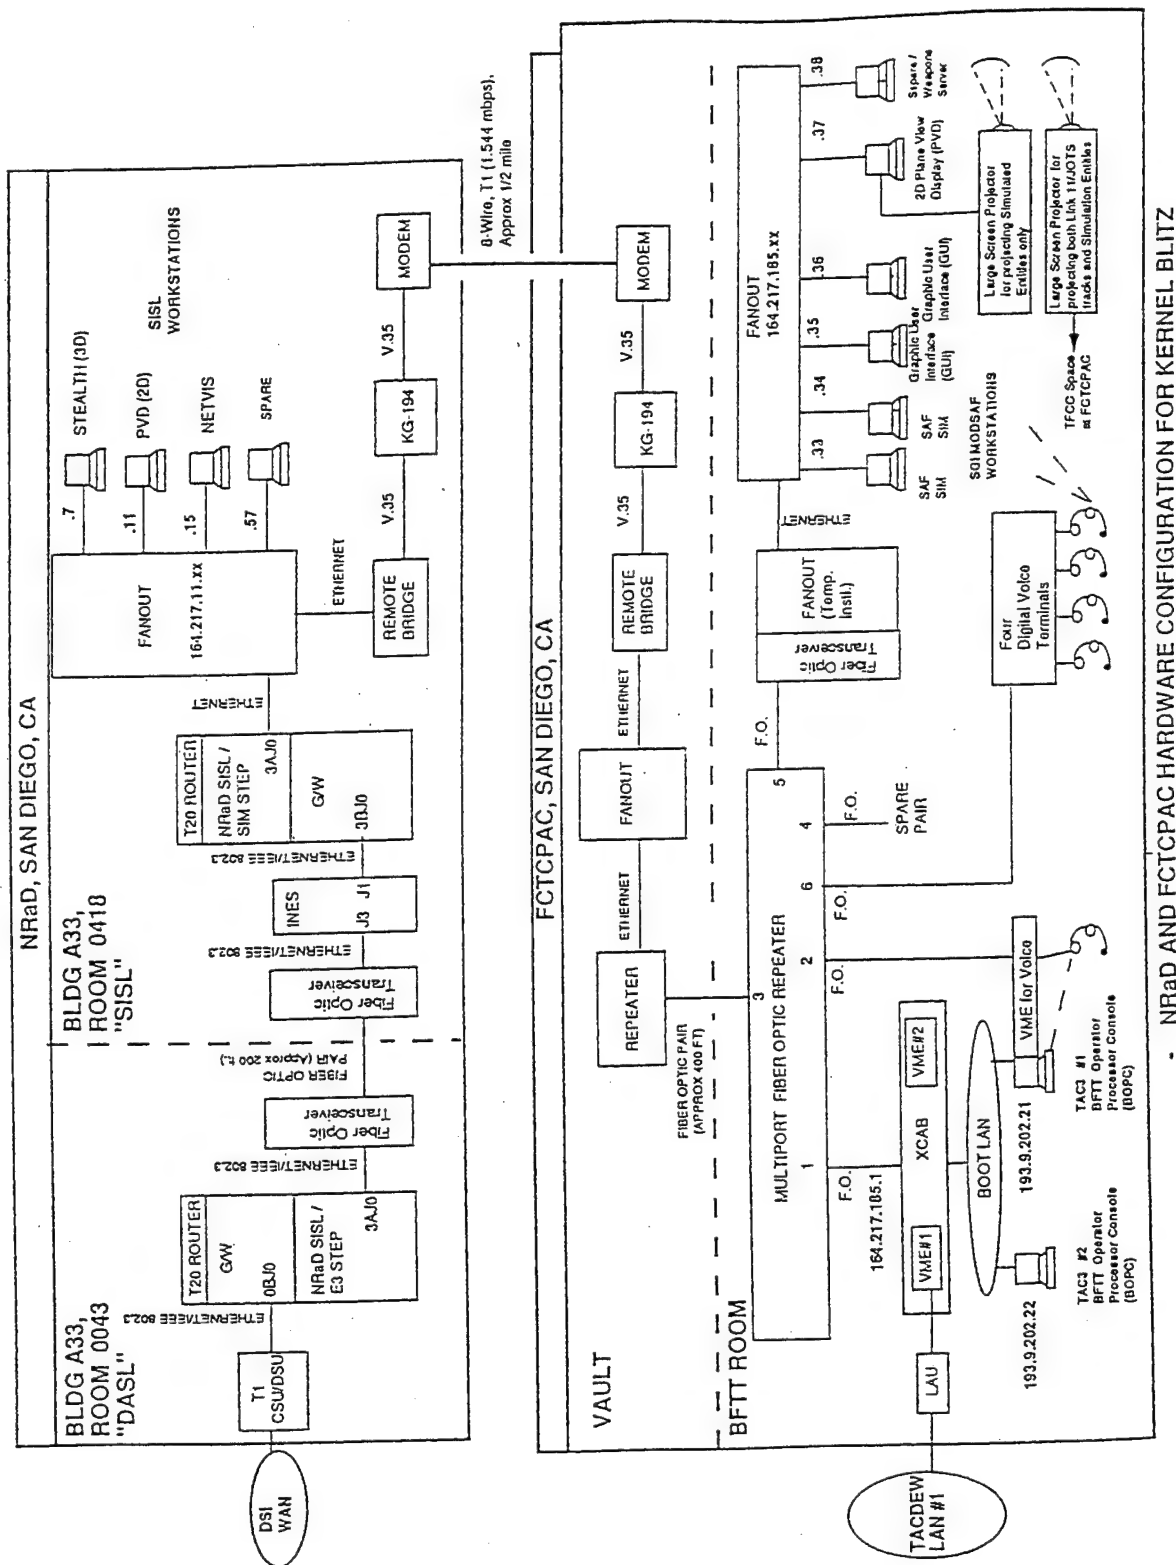 NRaD, SAN DIEGO, CA
BLDG A33,
ROOM 0043
"DASL"
BLDG A33,
ROOM 0418
"SISL"
DSI
WAN
T1
CSU/DSU
ETHERNET/IEEE 802.3
T20 ROUTER
G/W
0BJ0
NRaD SISL /
E3 STEP
3AJ0
ETHERNET/IEEE 802.3
Fiber Optic
Transceiver
FIBER OPTIC
PAIR (Approx 200 ft.)
Fiber Optic
Transceiver
ETHERNET/IEEE 802.3
INES
J3 J1
ETHERNET/IEEE 802.3
T20 ROUTER
NRaD SISL /
SIM STEP
3AJ0
G/W
3BJ0
ETHERNET
FANOUT
164.217.11.xx
.7
STEALTH (3D)
.11
PVD (2D)
.15
NETVIS
.57
SPARE
SISL
WORKSTATIONS
ETHERNET
REMOTE
BRIDGE
V.35
KG-194
V.35
MODEM
8-Wire, T1 (1.544 mbps),
Approx 1/2 mile
FCTCPAC, SAN DIEGO, CA
VAULT
REPEATER
ETHERNET
FANOUT
ETHERNET
REMOTE
BRIDGE
V.35
KG-194
V.35
MODEM
FIBER OPTIC PAIR
(APPROX 400 FT)
BFTT ROOM
MULTIPORT FIBER OPTIC REPEATER
3
1
2
6
4
5
F.O.
F.O.
F.O.
F.O.
F.O.
SPARE
PAIR
Fiber Optic
Transceiver
FANOUT
(Temp.
Instl.)
ETHERNET
FANOUT
164.217.185.xx
.33
.34
.35
.36
.37
.38
SAF
SIM
SAF
SIM
Graphic User
Interface
(GUI)
Graphic User
Interface (GUI)
2D Plane View
Display (PVD)
Spare /
Weapons
Server
SGI MODSAF
WORKSTATIONS
Large Screen Projector
for projecting Simulated
Entities only
Large Screen Projector for
projecting both Link 11/JOTS
tracks and Simulation Entities
TFCC Space
at FCTCPAC
Four
Digital Voice
Terminals
164.217.185.1
VME#1
XCAB
VME#2
LAU
TACDEW
LAN #1
BOOT LAN
VME for Voice
193.9.202.22
193.9.202.21
TAC3 #2
BFTT Operator
Processor Console
(BOPC)
TAC3 #1
BFTT Operator
Processor Console
(BOPC)
NRaD AND FCTCPAC HARDWARE CONFIGURATION FOR KERNEL BLITZ